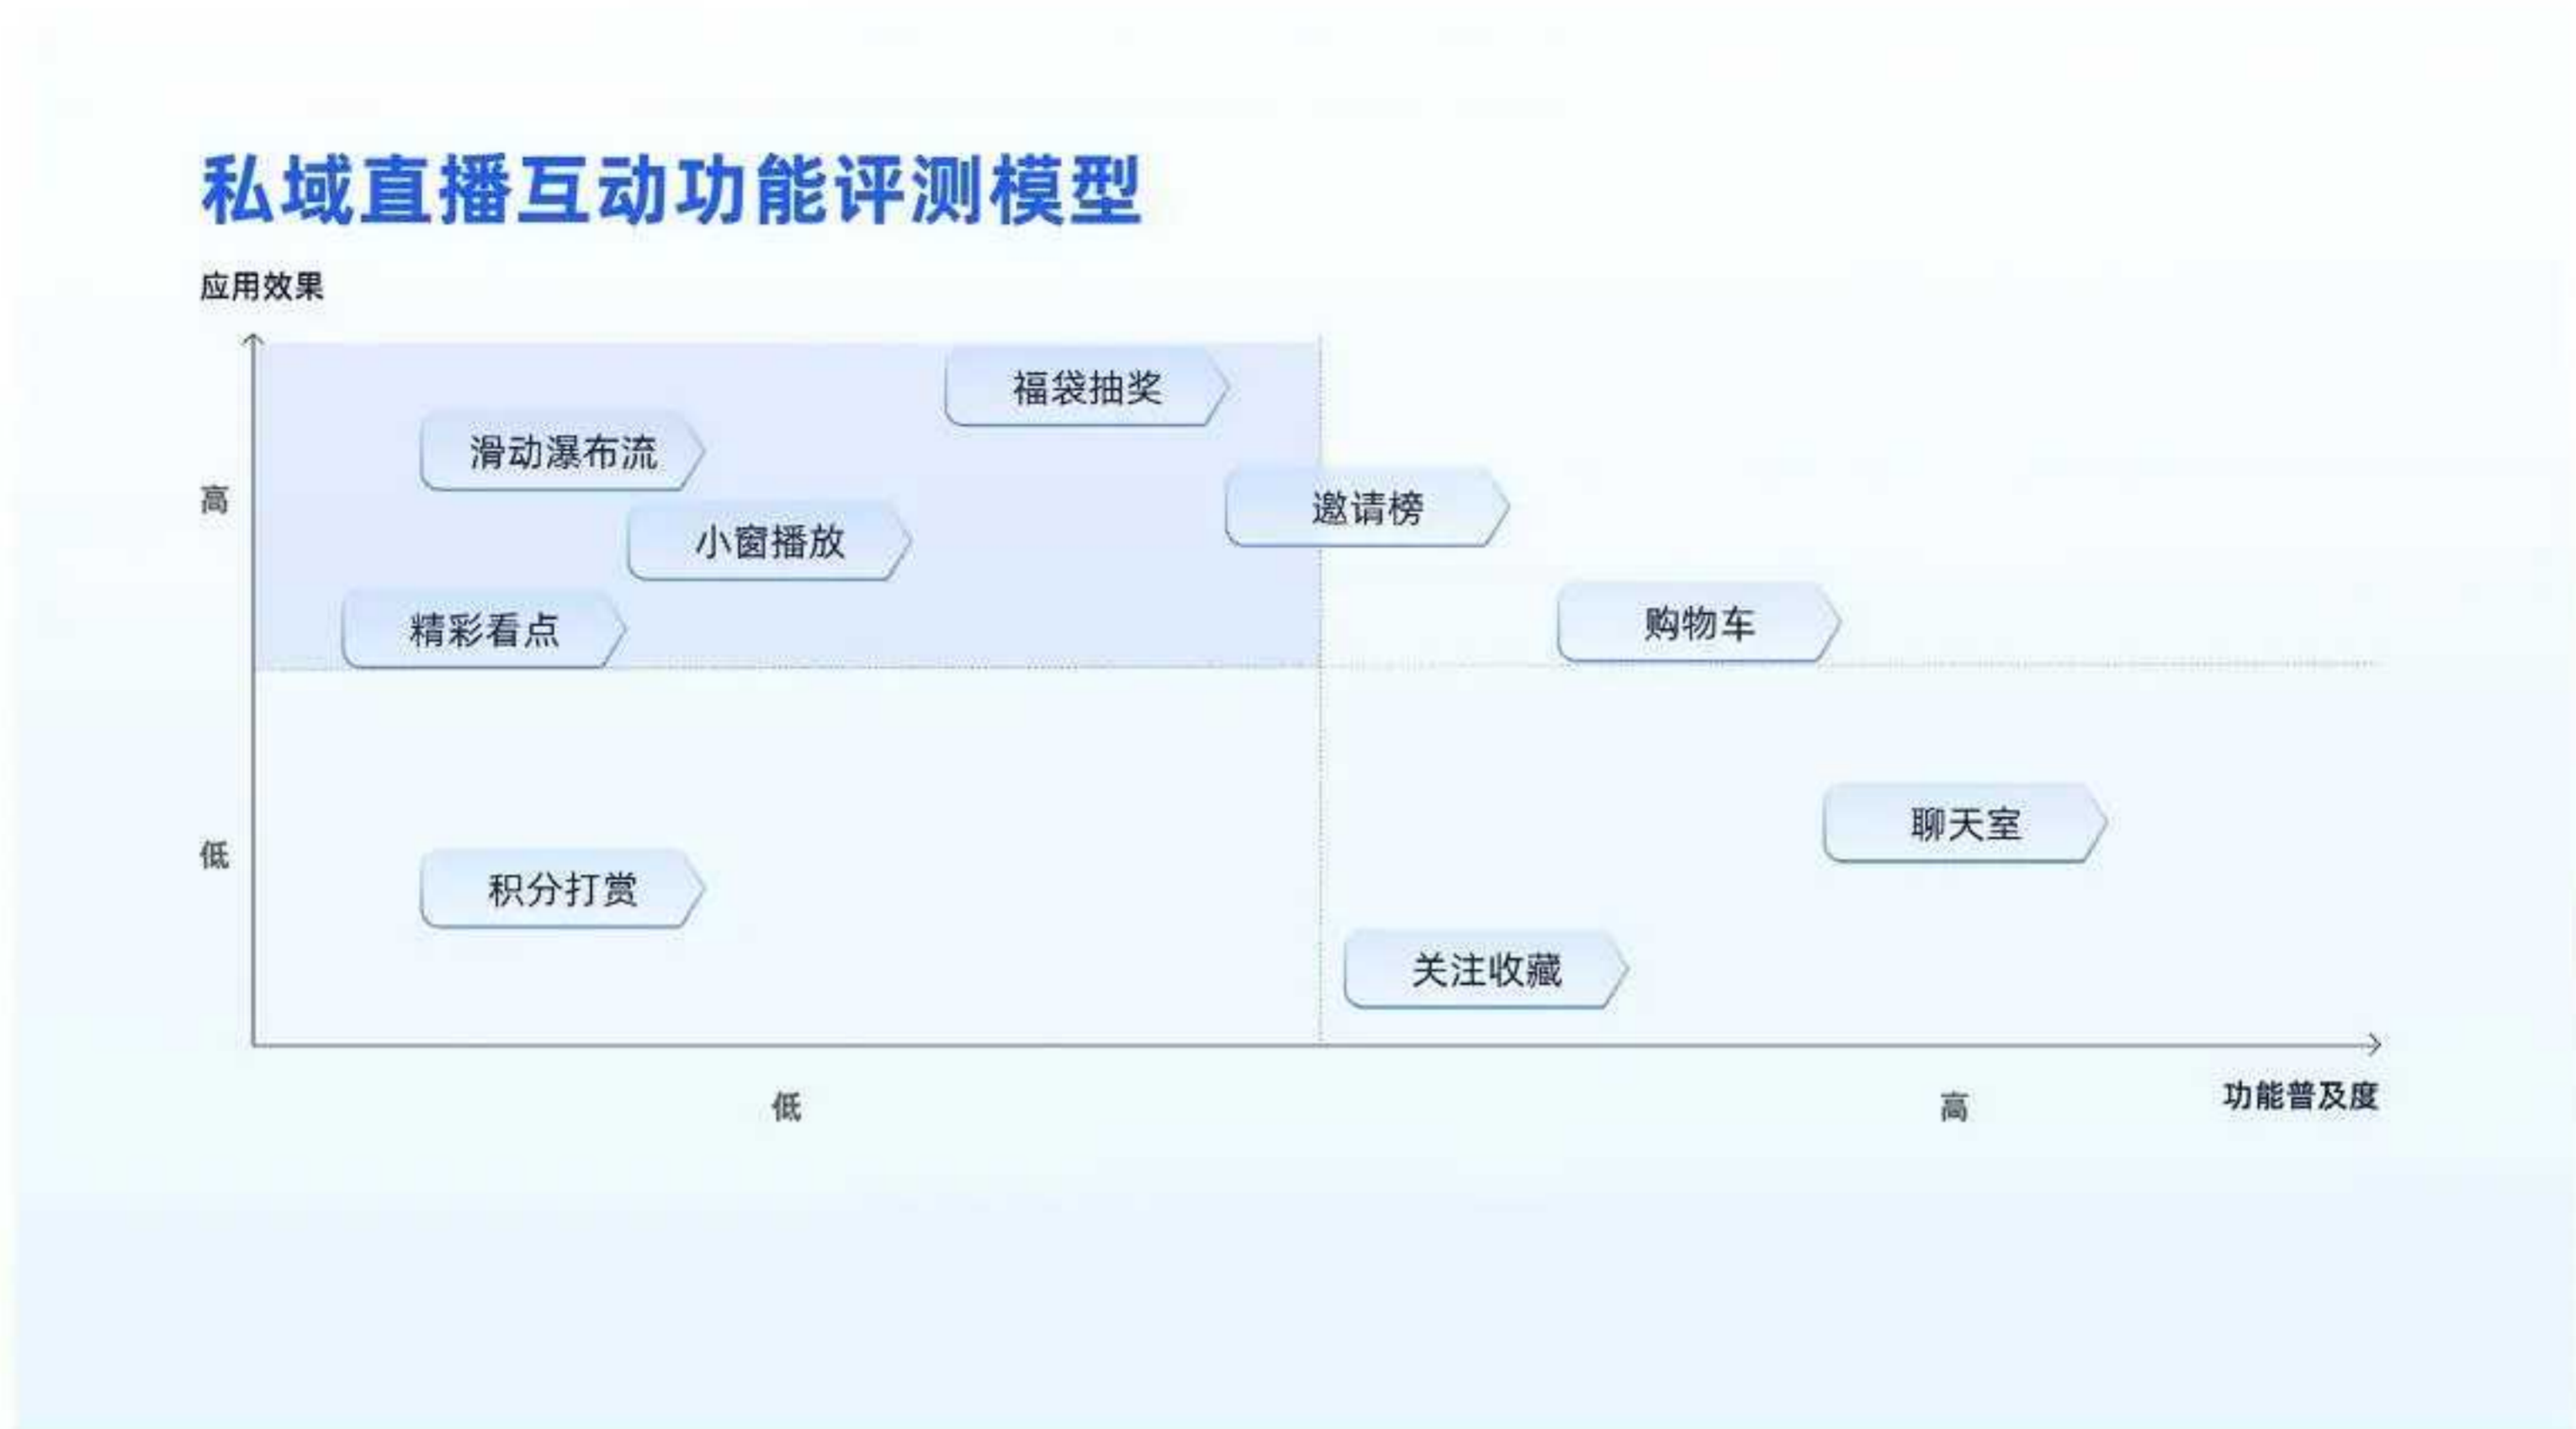 私域直播互动功能评测模型
应用效果
福袋抽奖
滑动瀑布流
高
邀请榜
小窗播放
精彩看点
购物车
聊天室
低
积分打赏
关注收藏
低
高
功能普及度